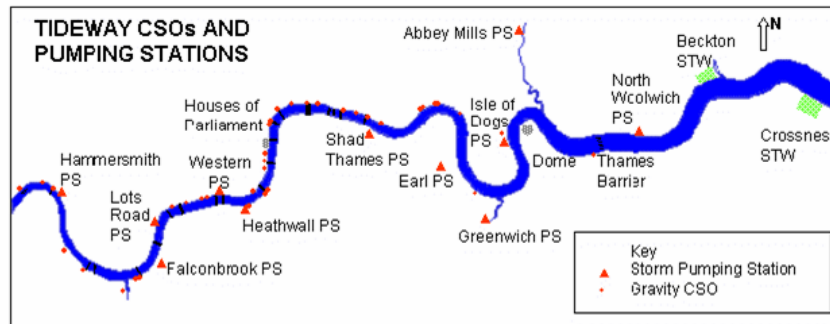 TIDEWAY CSOs AND
PUMPING STATIONS
Abbey Mills PS
N
Beckton
STW
North
Woolwich
PS
Isle of
Dogs
PS
Houses of
Parliament
Crossness
STW
Shad
Thames PS
Dome
Thames
Barrier
Hammersmith
PS
Western
PS
Earl PS
Lots
Road
PS
Heathwall PS
Greenwich PS
Falconbrook PS
Key
Storm Pumping Station
Gravity CSO